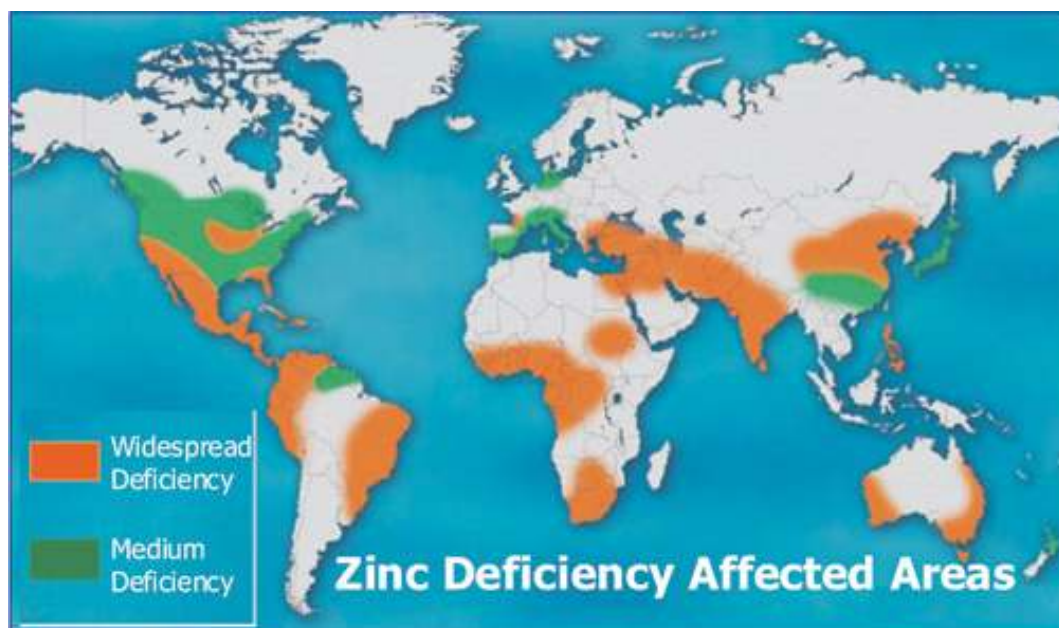 Widespread
Deficiency
Medium
Deficiency
Zinc Deficiency Affected Areas